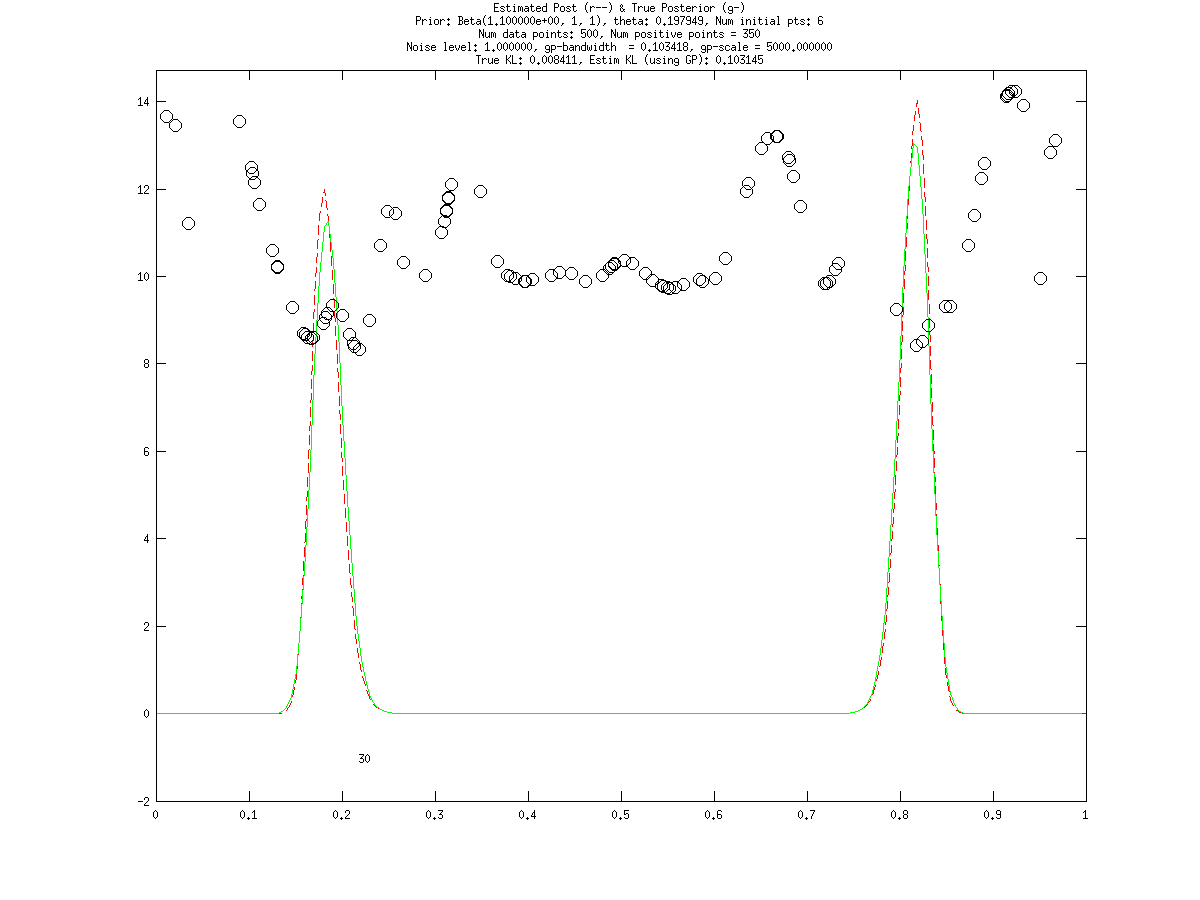 Estimated Post (r--) & True Posterior (g-)
Prior: Beta(1.100000e+00, 1, 1), theta: 0.197949, Num initial pts: 6
Num data points: 500, Num positive points = 350
Noise level: 1.000000, gp-bandwidth  = 0.103418, gp-scale = 5000.000000
True KL: 0.008411, Estim KL (using GP): 0.103145
14
12
10
8
6
4
2
0
30
-2
0 0.1 0.2 0.3 0.4 0.5 0.6 0.7 0.8 0.9 1